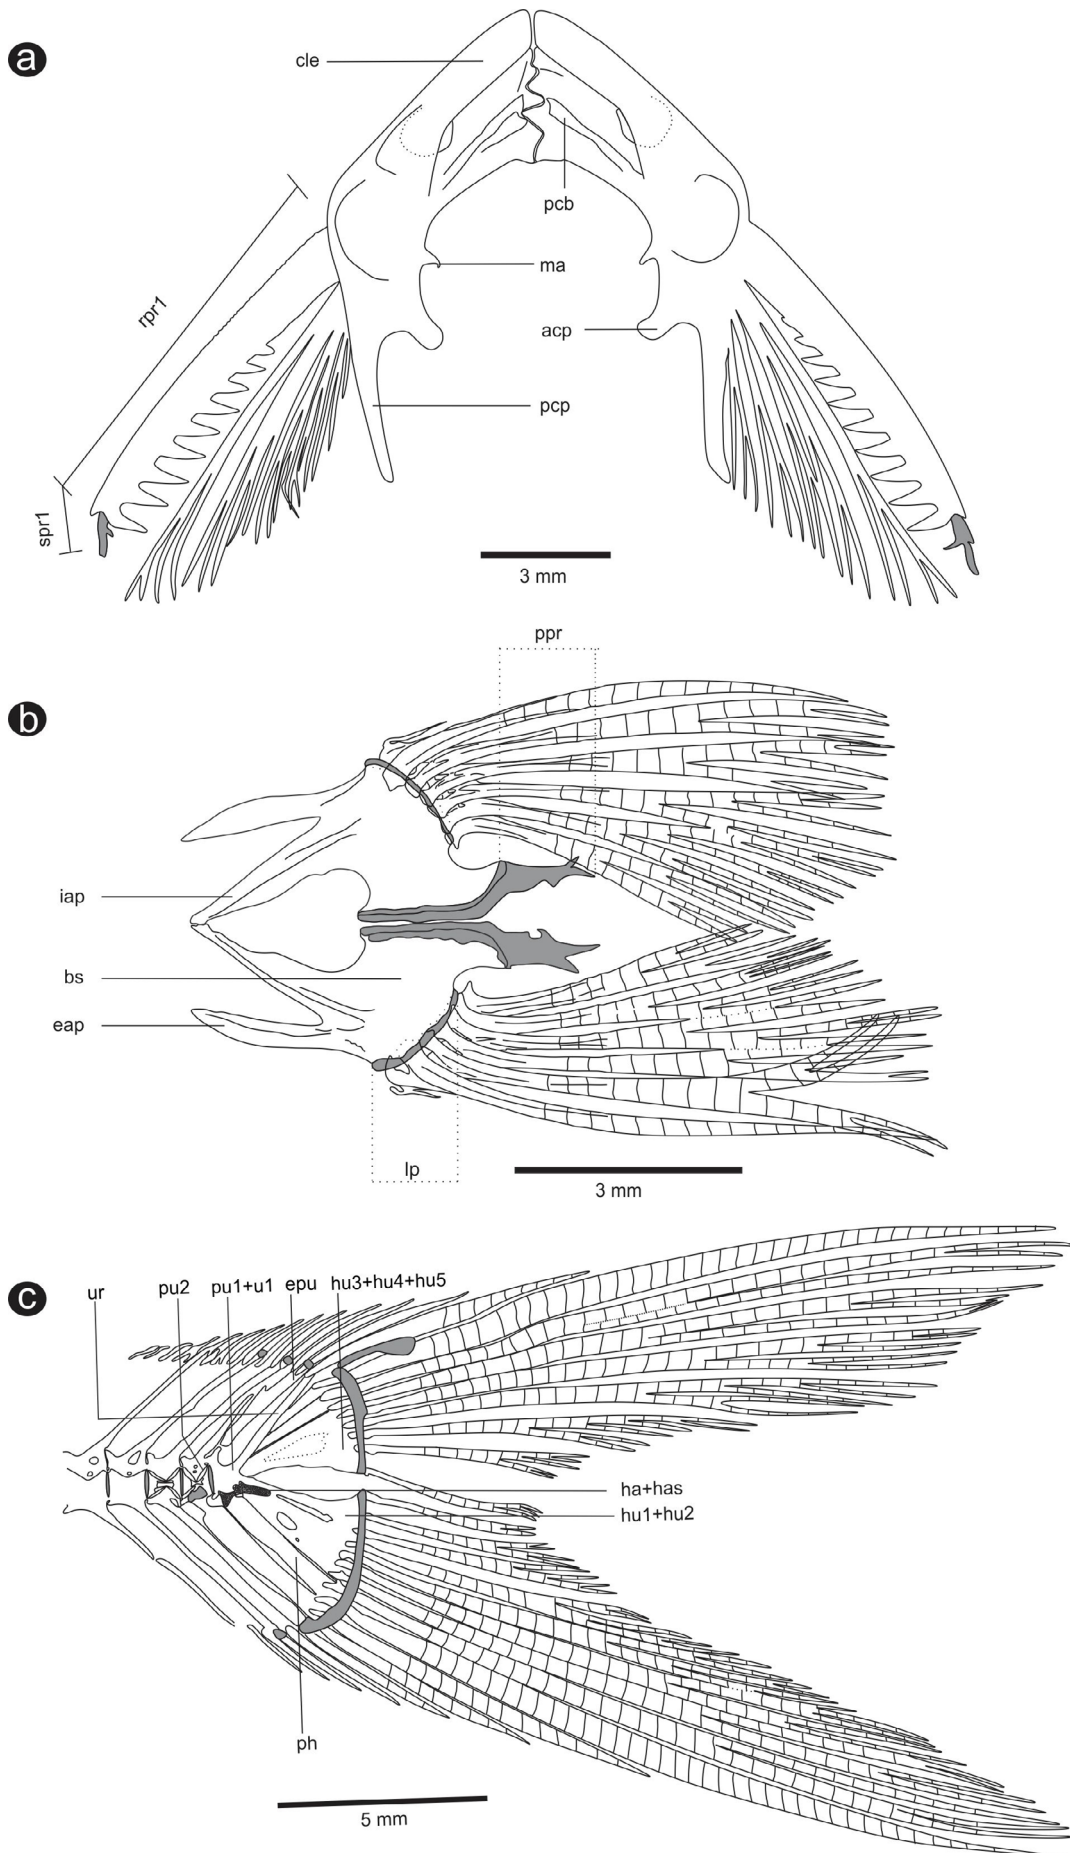 a
cle
pcb
ma
rpr1
acp
pcp
spr1
3 mm
ppr
b
iap
bs
eap
lp
3 mm
c
ur
pu2
pu1+u1
epu
hu3+hu4+hu5
ha+has
hu1+hu2
ph
5 mm